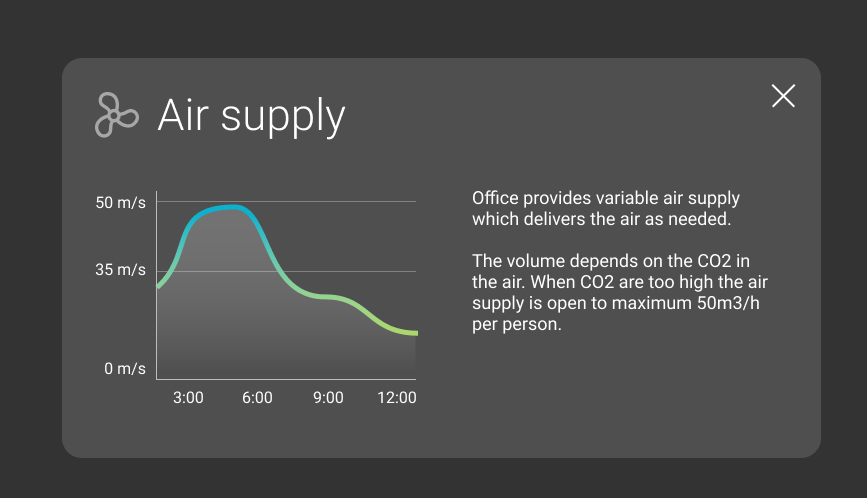 Air supply
50 m/s
35 m/s
0 m/s
3:00 6:00 9:00 12:00
Office provides variable air supply
which delivers the air as needed.
The volume depends on the CO2 in
the air. When CO2 are too high the air
supply is open to maximum 50m3/h
per person.